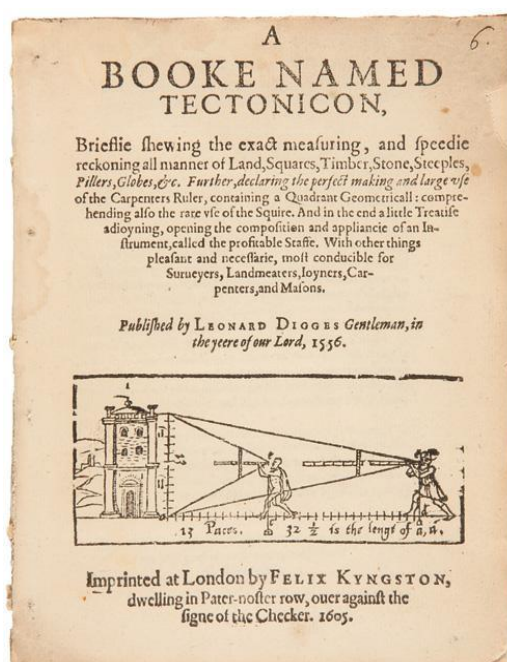 6.
A
BOOKE NAMED
TECTONICON,
Brieflie ſhewing the exact meaſuring, and ſpeedie
reckoning all manner of Land, Squares, Timber, Stone, Steeples,
Pillers, Globes, &c. Further, declaring the perfect making and large vſe
of the Carpenters Ruler, containing a Quadrant Geometricall: compre-
hending alſo the rare vſe of the Squire. And in the end a little Treatiſe
adioyning, opening the compoſition and appliancie of an In-
ſtrument, called the profitable Staffe. With other things
pleaſant and neceſſarie, moſt conducible for
Surueyers, Landmeaters, Ioyners, Car-
penters, and Maſons.
Publiſhed by LEONARD DIGGES Gentleman, in
the yeere of our Lord, 1556.
13 Paces. 32 1/2 is the lengt of a, a.
Imprinted at London by FELIX KYNGSTON,
dwelling in Pater-noſter row, ouer againſt the
ſigne of the Checker. 1605.